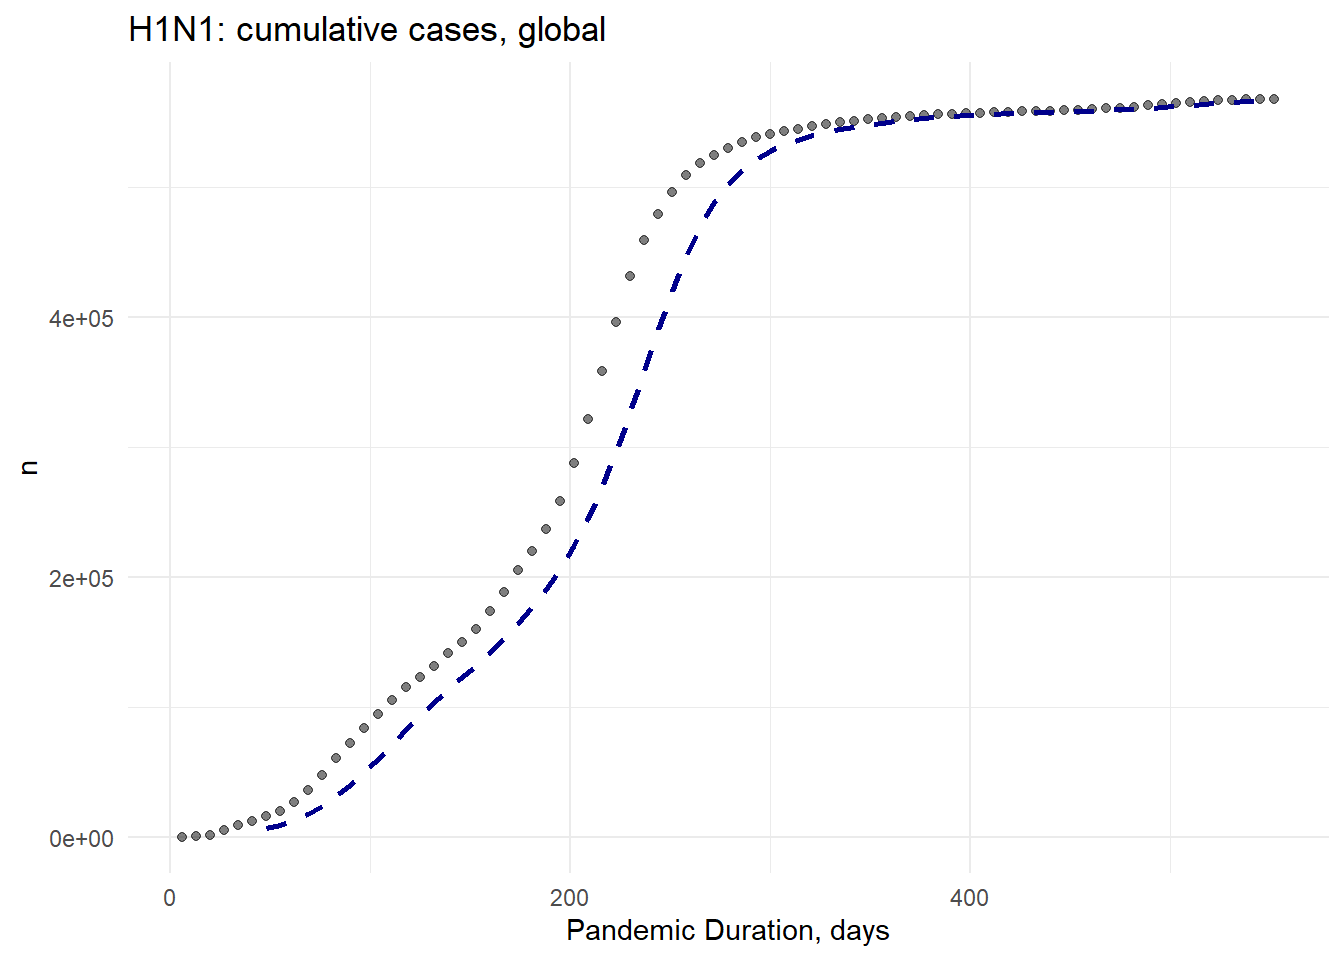 H1N1: cumulative cases, global
n
4e+05
2e+05
0e+00
0
200
400
Pandemic Duration, days